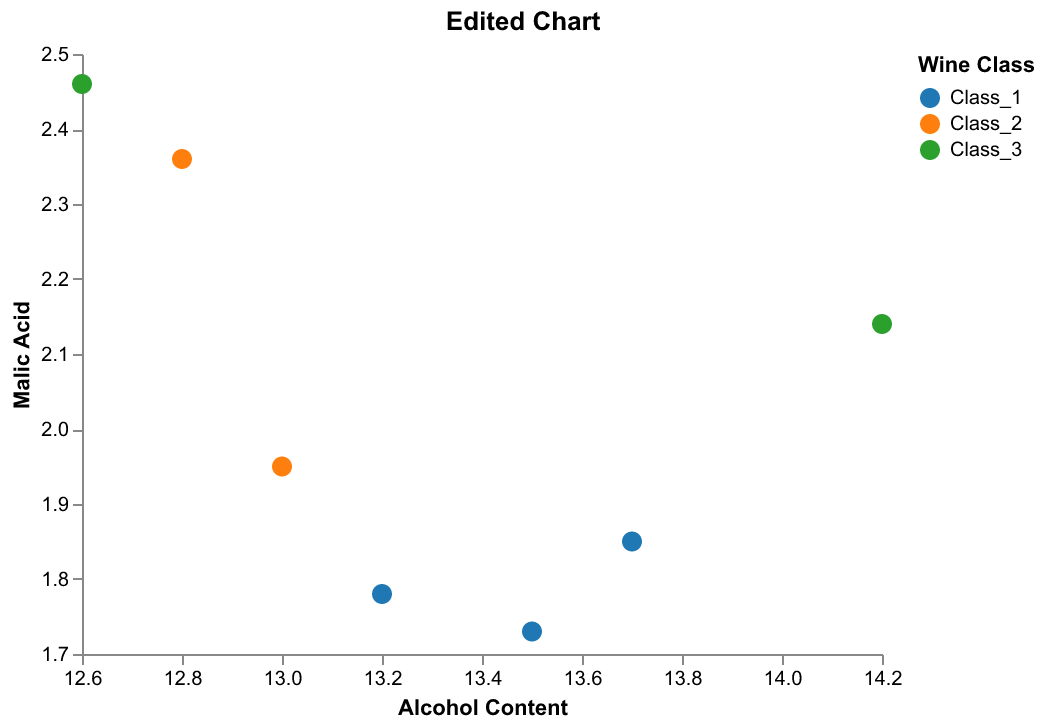 Edited Chart
Wine Class
Class_1
Class_2
Class_3
Malic Acid
2.5
2.4
2.3
2.2
2.1
2.0
1.9
1.8
1.7
12.6 12.8 13.0 13.2 13.4 13.6 13.8 14.0 14.2
Alcohol Content